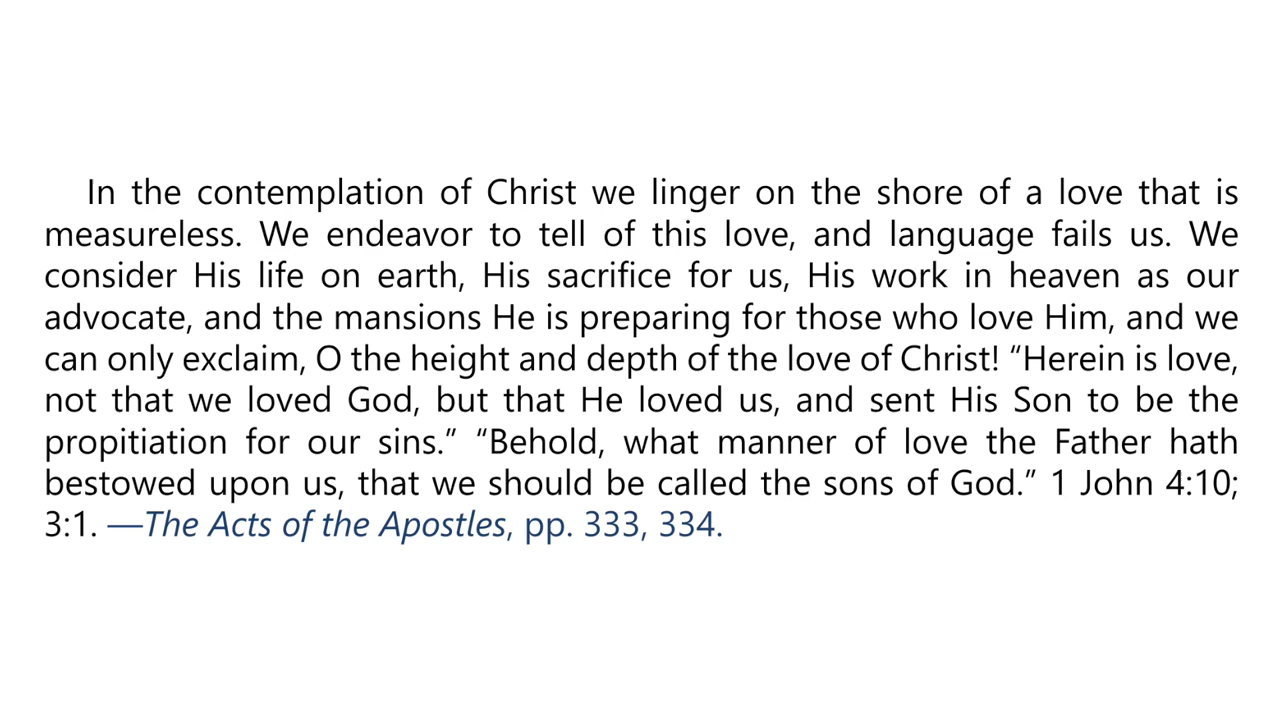 In the contemplation of Christ we linger on the shore of a love that is
measureless. We endeavor to tell of this love, and language fails us. We
consider His life on earth, His sacrifice for us, His work in heaven as our
advocate, and the mansions He is preparing for those who love Him, and we
can only exclaim, O the height and depth of the love of Christ! “Herein is love,
not that we loved God, but that He loved us, and sent His Son to be the
propitiation for our sins.” “Behold, what manner of love the Father hath
bestowed upon us, that we should be called the sons of God.” 1 John 4:10;
3:1. —The Acts of the Apostles, pp. 333, 334.